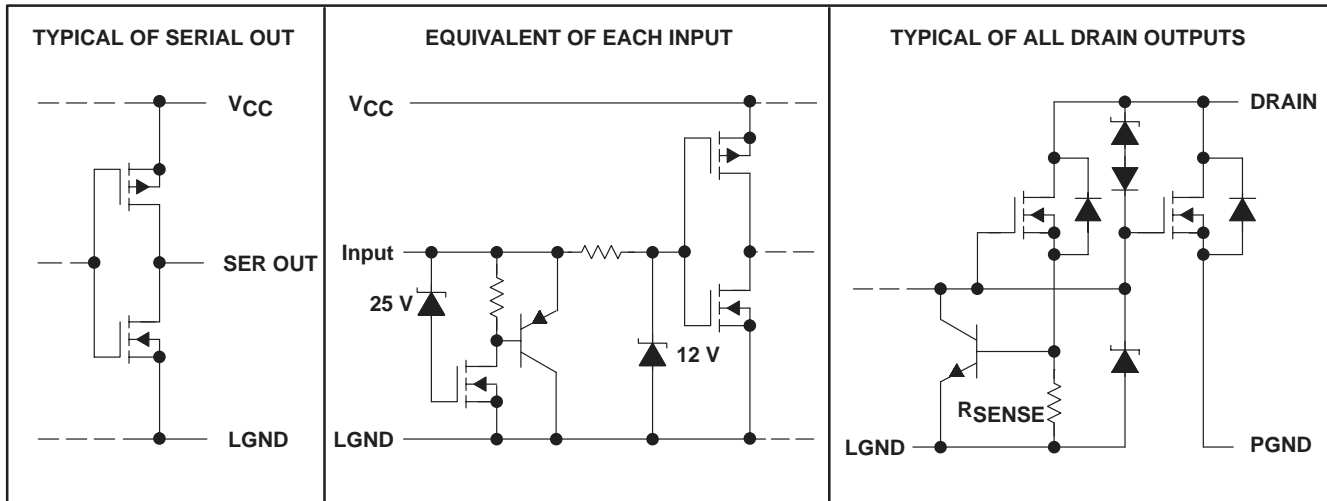 TYPICAL OF SERIAL OUT
VCC
SER OUT
LGND
EQUIVALENT OF EACH INPUT
VCC
Input
25 V
12 V
LGND
TYPICAL OF ALL DRAIN OUTPUTS
DRAIN
RSENSE
LGND
PGND